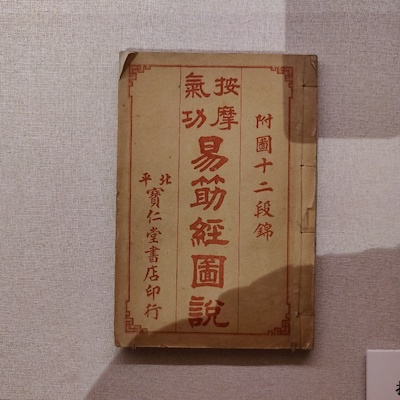 附圖十二段錦
按摩
氣功
易筋經圖說
北平
寶仁堂書店印行